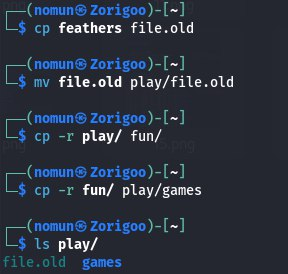 ┌──(nomun㉿Zorigoo)-[~]
└─$ cp feathers file.old
┌──(nomun㉿Zorigoo)-[~]
└─$ mv file.old play/file.old
┌──(nomun㉿Zorigoo)-[~]
└─$ cp -r play/ fun/
┌──(nomun㉿Zorigoo)-[~]
└─$ cp -r fun/ play/games
┌──(nomun㉿Zorigoo)-[~]
└─$ ls play/
file.old games